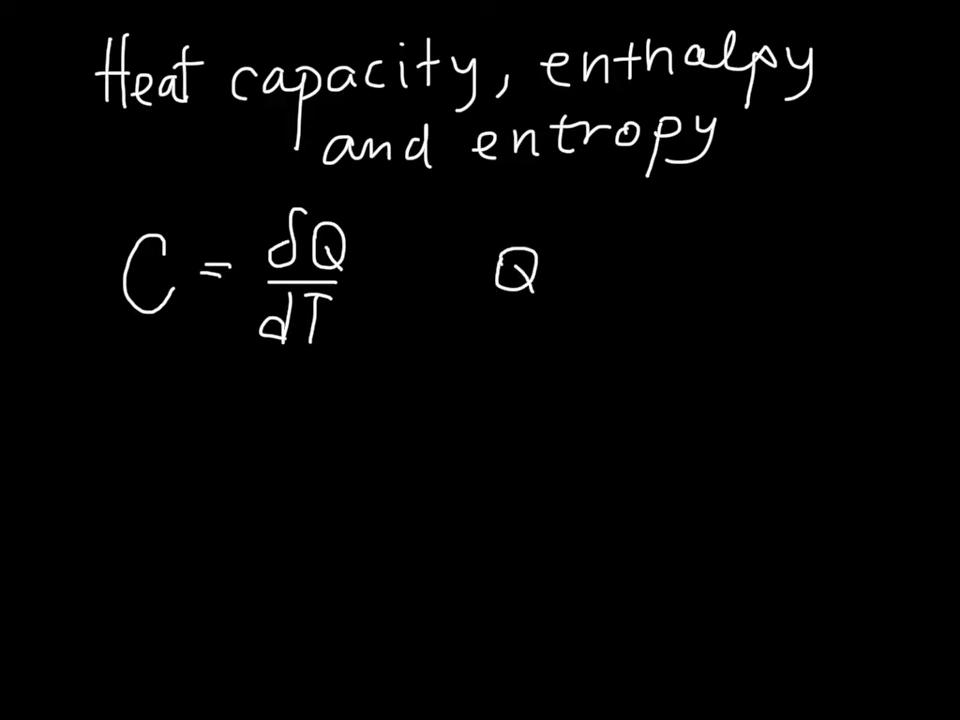 Heat capacity, enthalpy
and entropy
C = δQ/dT Q